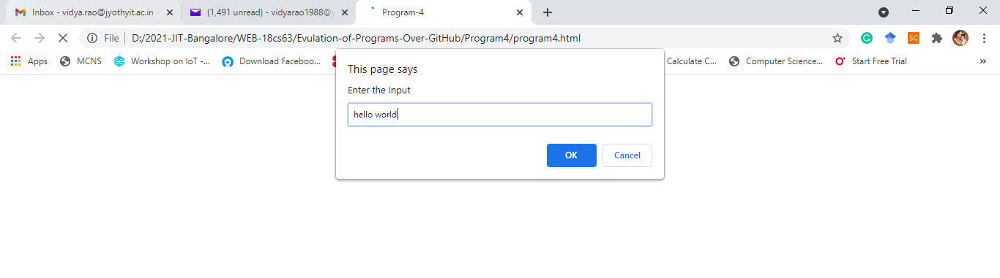 Inbox - vidya.rao@jyothyit.ac.in -
(1,491 unread) - vidyarao1988@y
Program-4
File
D:/2021-JIT-Bangalore/WEB-18cs63/Evulation-of-Programs-Over-GitHub/Program4/program4.html
SC
Apps
MCNS
Workshop on IoT -...
Download Faceboo...
Calculate C...
Computer Science...
Start Free Trial
»
This page says
Enter the Input
hello world
OK
Cancel